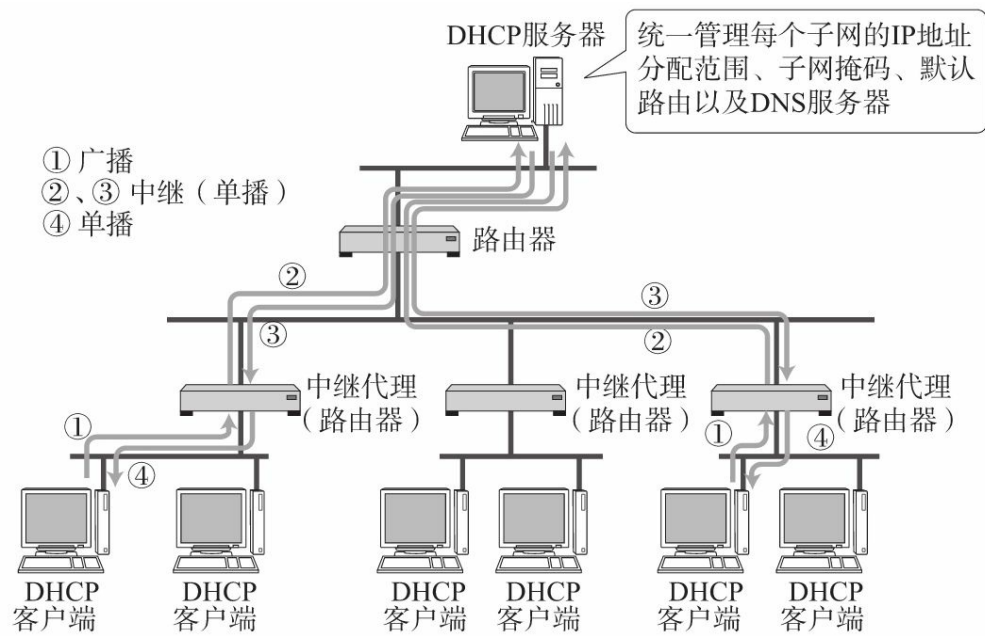 DHCP服务器
统一管理每个子网的IP地址
分配范围、子网掩码、默认
路由以及DNS服务器
① 广播
②、③ 中继（单播）
④ 单播
路由器
②
③
③
②
中继代理
（路由器）
中继代理
（路由器）
中继代理
（路由器）
①
④
①
④
DHCP
客户端
DHCP
客户端
DHCP
客户端
DHCP
客户端
DHCP
客户端
DHCP
客户端